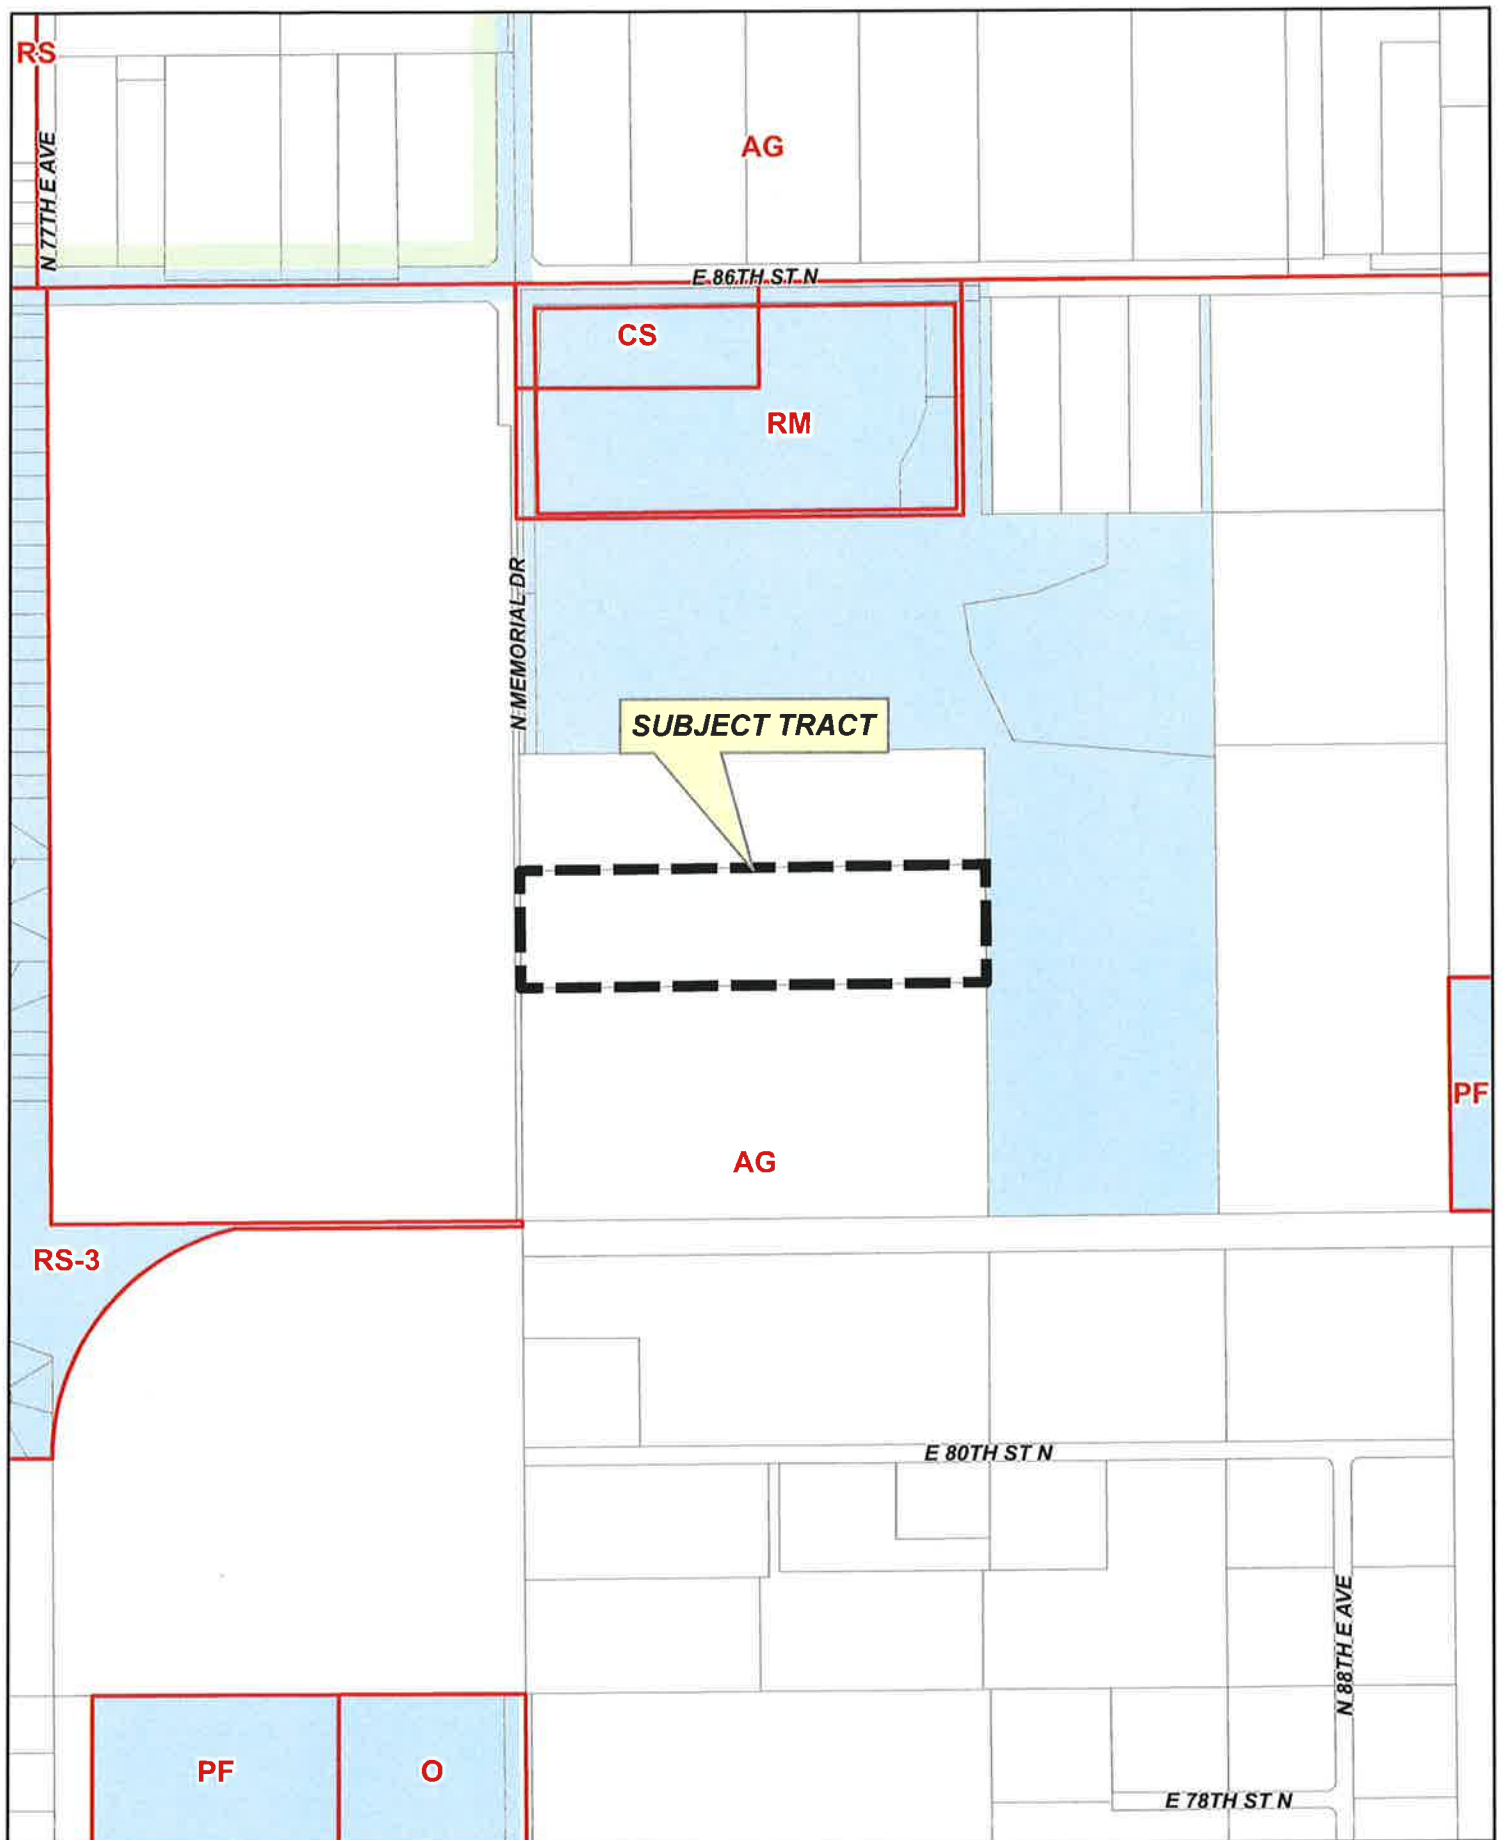 RS
N 77TH E AVE
AG
E 86TH ST N
CS
RM
N MEMORIAL DR
SUBJECT TRACT
PF
AG
RS-3
E 80TH ST N
N 88TH E AVE
PF
O
E 78TH ST N